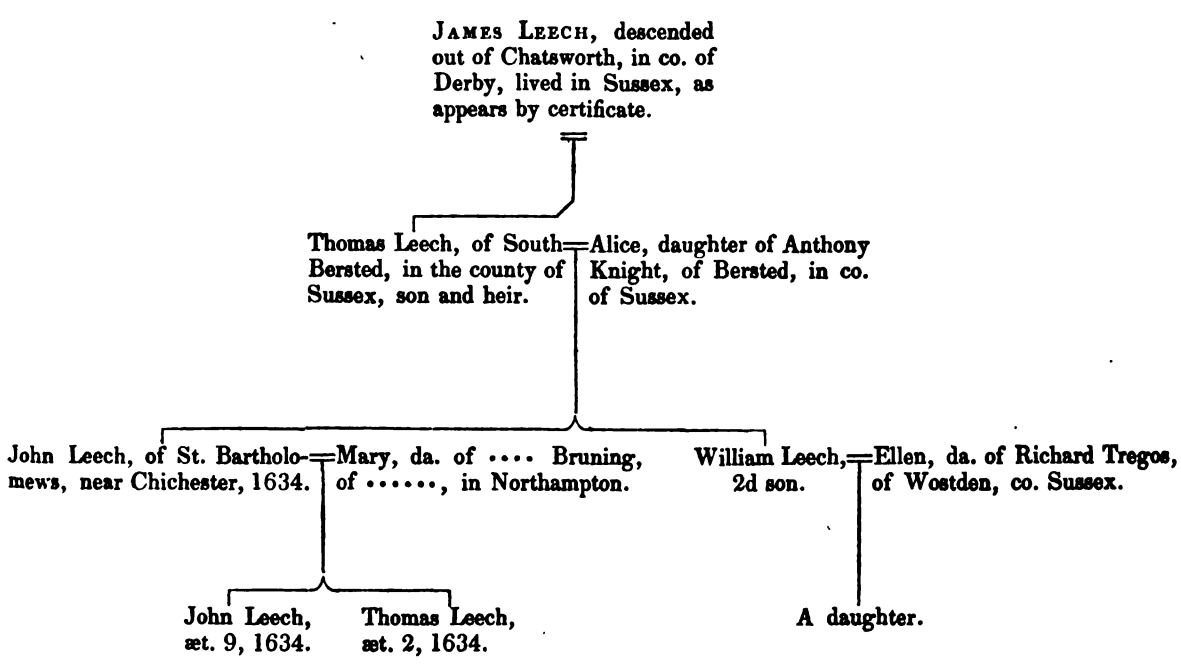 JAMES LEECH, descended
out of Chatsworth, in co. of
Derby, lived in Sussex, as
appears by certificate.
Thomas Leech, of South=Alice, daughter of Anthony
Bersted, in the county of Knight, of Bersted, in co.
Sussex, son and heir. of Sussex.
John Leech, of St. Bartholo-=Mary, da. of .... Bruning, William Leech,=Ellen, da. of Richard Tregos,
mews, near Chichester, 1634. of ......, in Northampton. 2d son. of Wostden, co. Sussex.
John Leech, Thomas Leech, A daughter.
æt. 9, 1634. æt. 2, 1634.